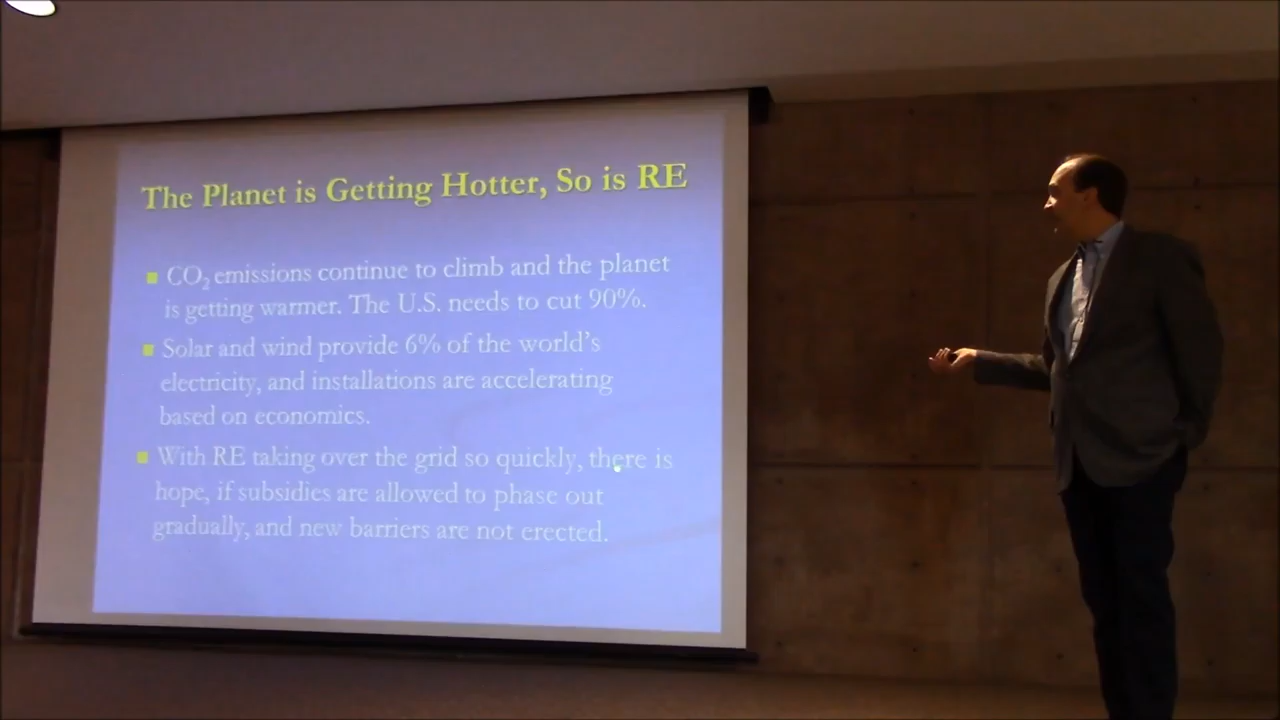 The Planet is Getting Hotter, So is RE
CO₂ emissions continue to climb and the planet
is getting warmer. The U.S. needs to cut 90%.
Solar and wind provide 6% of the world's
electricity, and installations are accelerating
based on economics.
With RE taking over the grid so quickly, there is
hope, if subsidies are allowed to phase out
gradually, and new barriers are not erected.